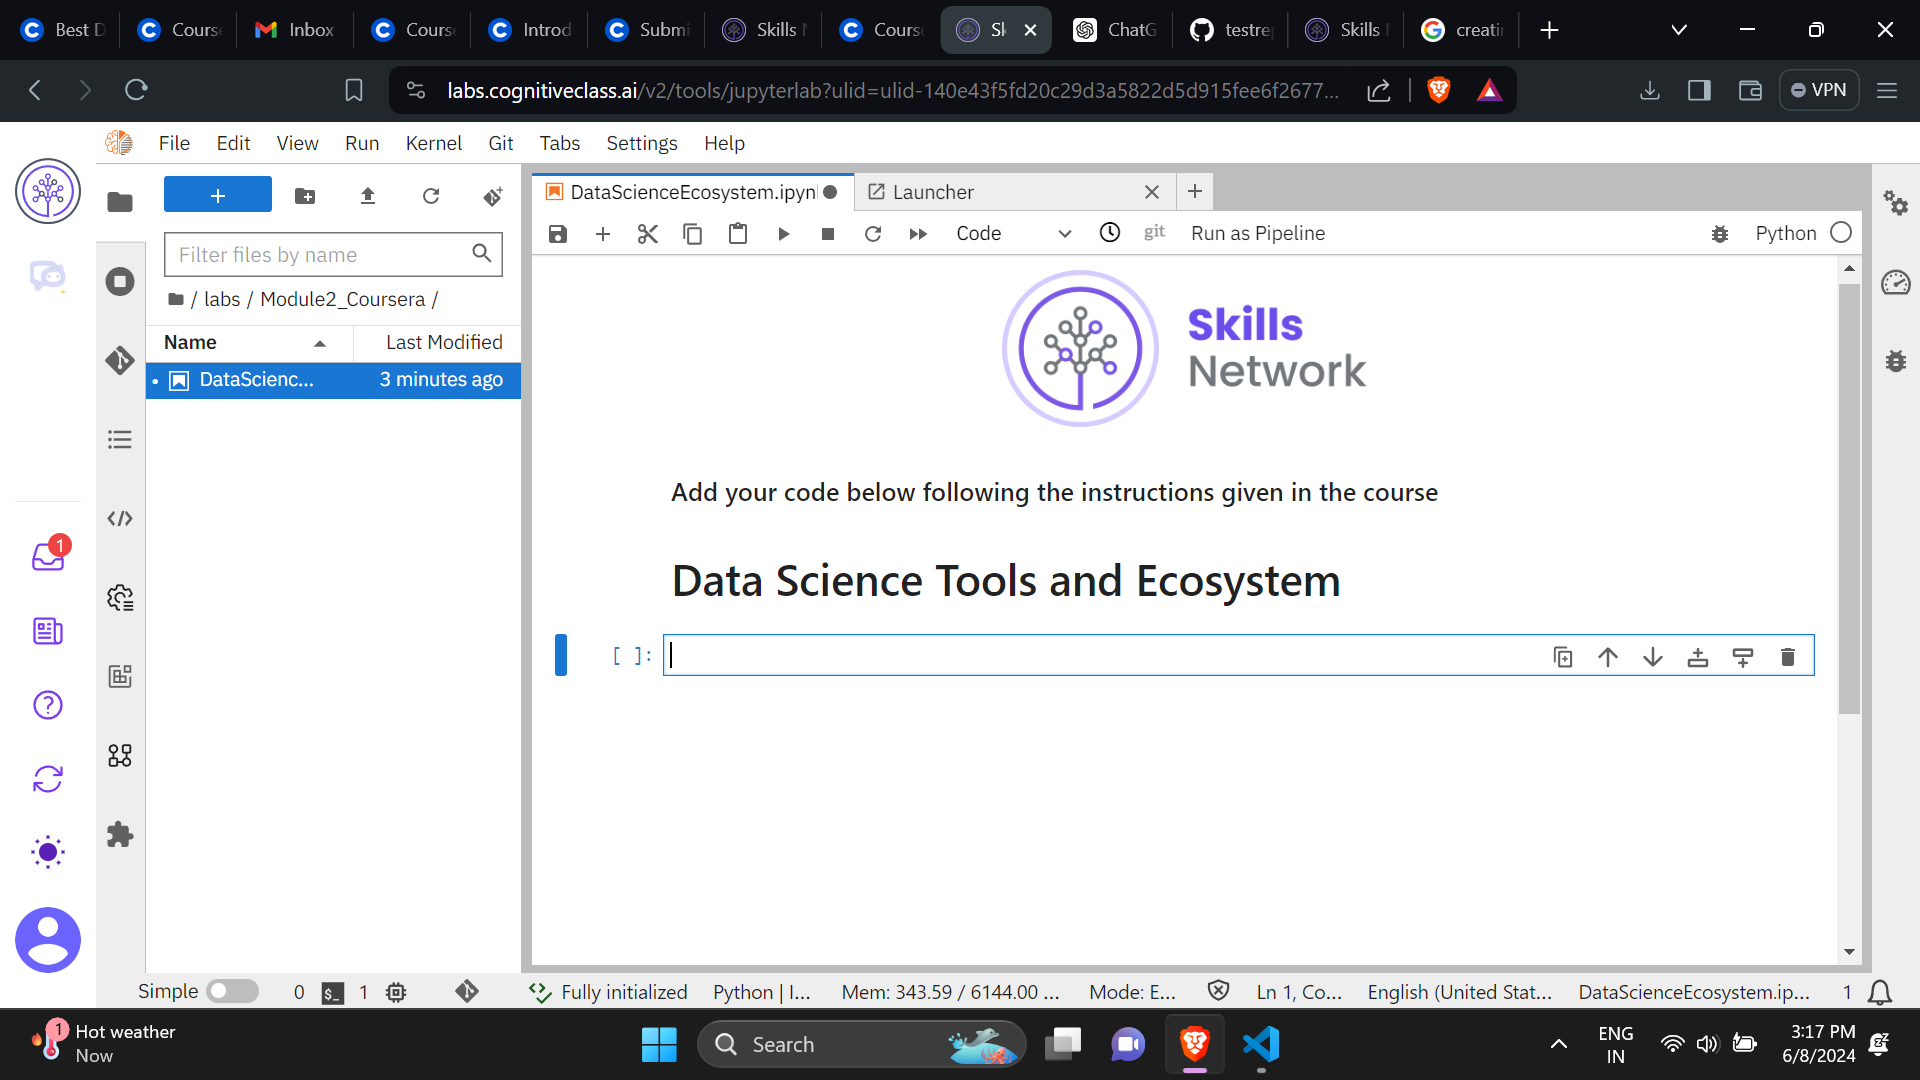 Best D
Cours
Inbox
Cours
Introd
Submi
Skills N
Cours
Sk
ChatG
testre
Skills
creatin
labs.cognitiveclass.ai/v2/tools/jupyterlab?ulid=ulid-140e43f5fd20c29d3a5822d5d915fee6f2677...
VPN
File Edit View Run Kernel Git Tabs Settings Help
DataScienceEcosystem.ipyn
Launcher
Code
git
Run as Pipeline
Python
Filter files by name
/ labs / Module2_Coursera /
Name
Last Modified
DataScienc...
3 minutes ago
Skills
Network
Add your code below following the instructions given in the course
Data Science Tools and Ecosystem
[ ]:
1
Simple
0
$_
1
Fully initialized
Python | I...
Mem: 343.59 / 6144.00 ...
Mode: E...
Ln 1, Co...
English (United Stat...
DataScienceEcosystem.ip...
1
1
Hot weather
Now
Search
ENG
IN
3:17 PM
6/8/2024